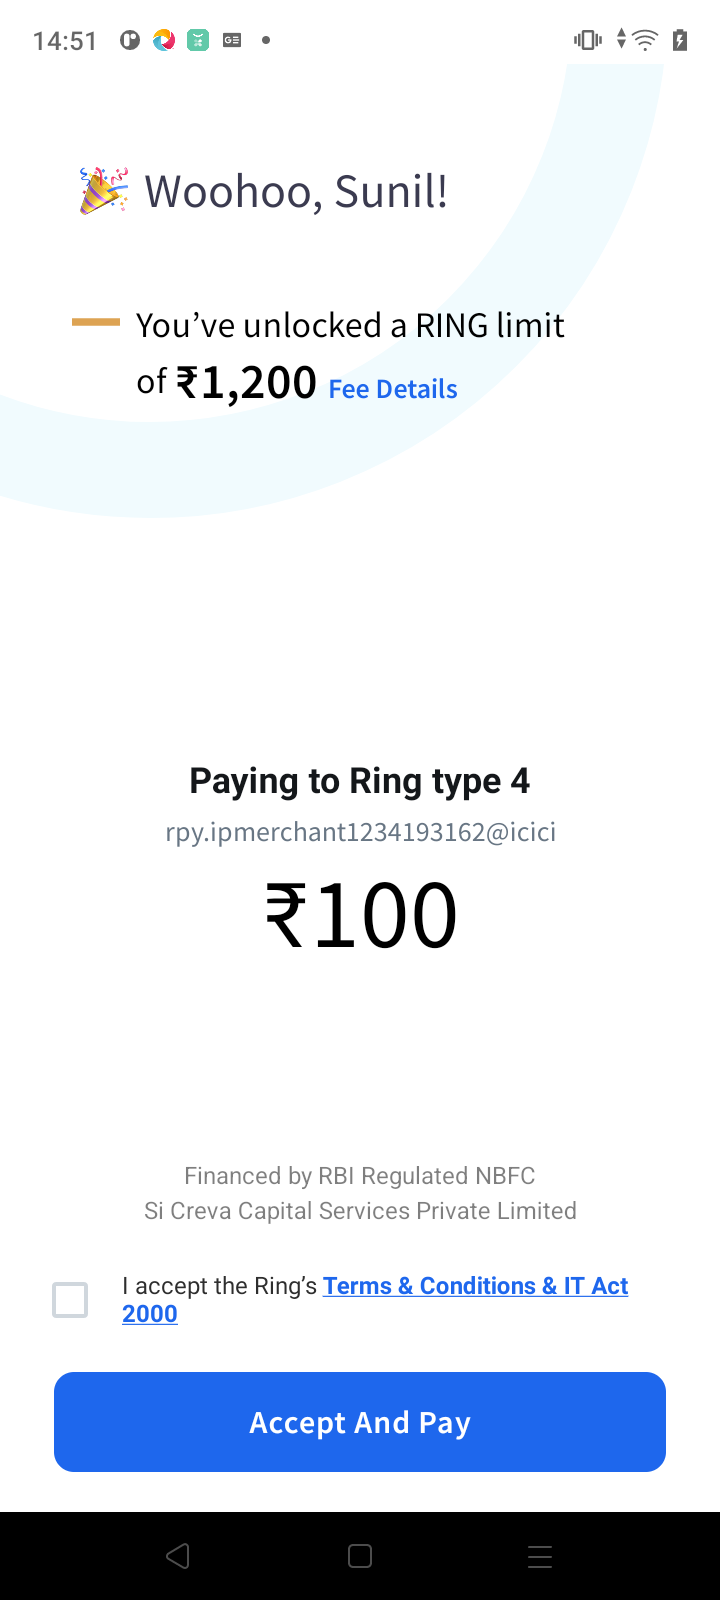 14:51
Woohoo, Sunil!
You’ve unlocked a RING limit
of ₹1,200 Fee Details
Paying to Ring type 4
rpy.ipmerchant1234193162@icici
₹100
Financed by RBI Regulated NBFC
Si Creva Capital Services Private Limited
I accept the Ring’s Terms & Conditions & IT Act
2000
Accept And Pay